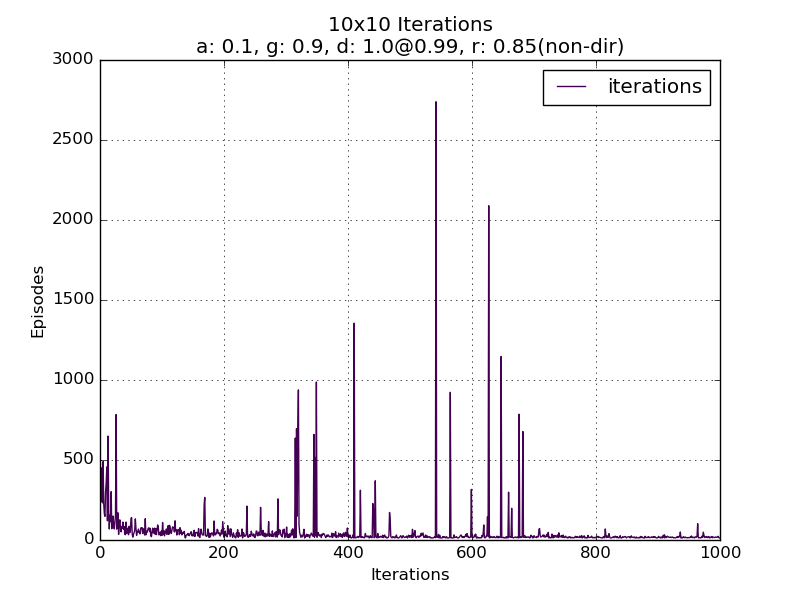 10x10 Iterations
a: 0.1, g: 0.9, d: 1.0@0.99, r: 0.85(non-dir)
3000
iterations
2500
2000
1500
1000
500
0
Episodes
0 200 400 600 800 1000
Iterations